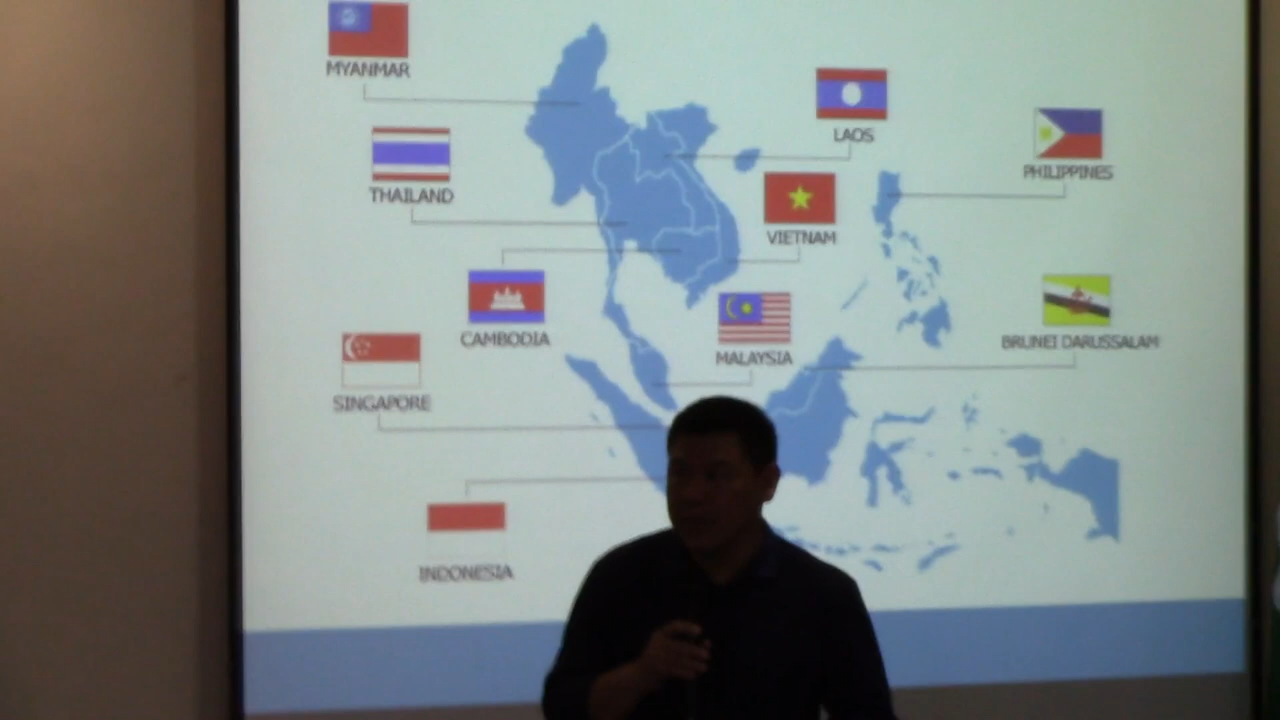 MYANMAR
LAOS
PHILIPPINES
THAILAND
VIETNAM
CAMBODIA
MALAYSIA
BRUNEI DARUSSALAM
SINGAPORE
INDONESIA